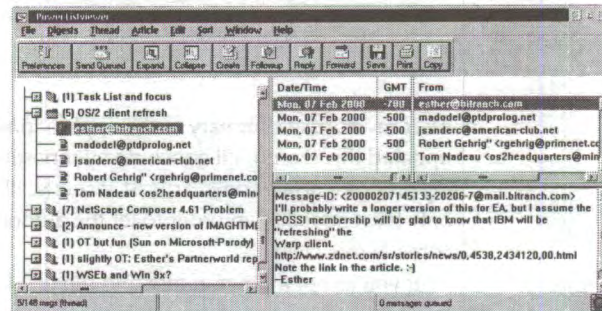 Power Listviewer
File Digests Thread Article Edit Sort Window Help
Preferences Send Queued Expand Collapse Create Followup Reply Forward Save Print Copy
(1) Task List and focus
(5) OS/2 client refresh
esther@bitranch.com
madodel@ptdprolog.net
jsanderc@american-club.net
Robert Gehrig" <rgehrig@primenet.co
Tom Nadeau <os2headquarters@min
(7) NetScape Composer 4.61 Problem
(2) Announce - new version of IMAGHTML
(1) OT but fun (Sun on Microsoft-Parody)
(1) slightly OT: Esther's Partnerworld rep
(1) WSEb and Win 9x?
Date/Time GMT From
Mon, 07 Feb 2000 -700 esther@bitranch.com
Mon, 07 Feb 2000 -500 madodel@ptdprolog.net
Mon, 07 Feb 2000 -500 jsanderc@american-club.net
Mon, 07 Feb 2000 -500 Robert Gehrig" <rgehrig@primenet.cc
Mon, 07 Feb 2000 -500 Tom Nadeau <os2headquarters@min
Message-ID: <20000207145133-20206-7@mail.bitranch.com>
"I'll probably write a longer version of this for EA, but I assume the
POSSI membership will be glad to know that IBM will be
"refreshing" the
Warp client.
http://www.zdnet.com/sr/stories/news/0,4538,2434120,00.html
Note the link in the article. :-)
--Esther
5/148 msgs (thread) 0 messages queued